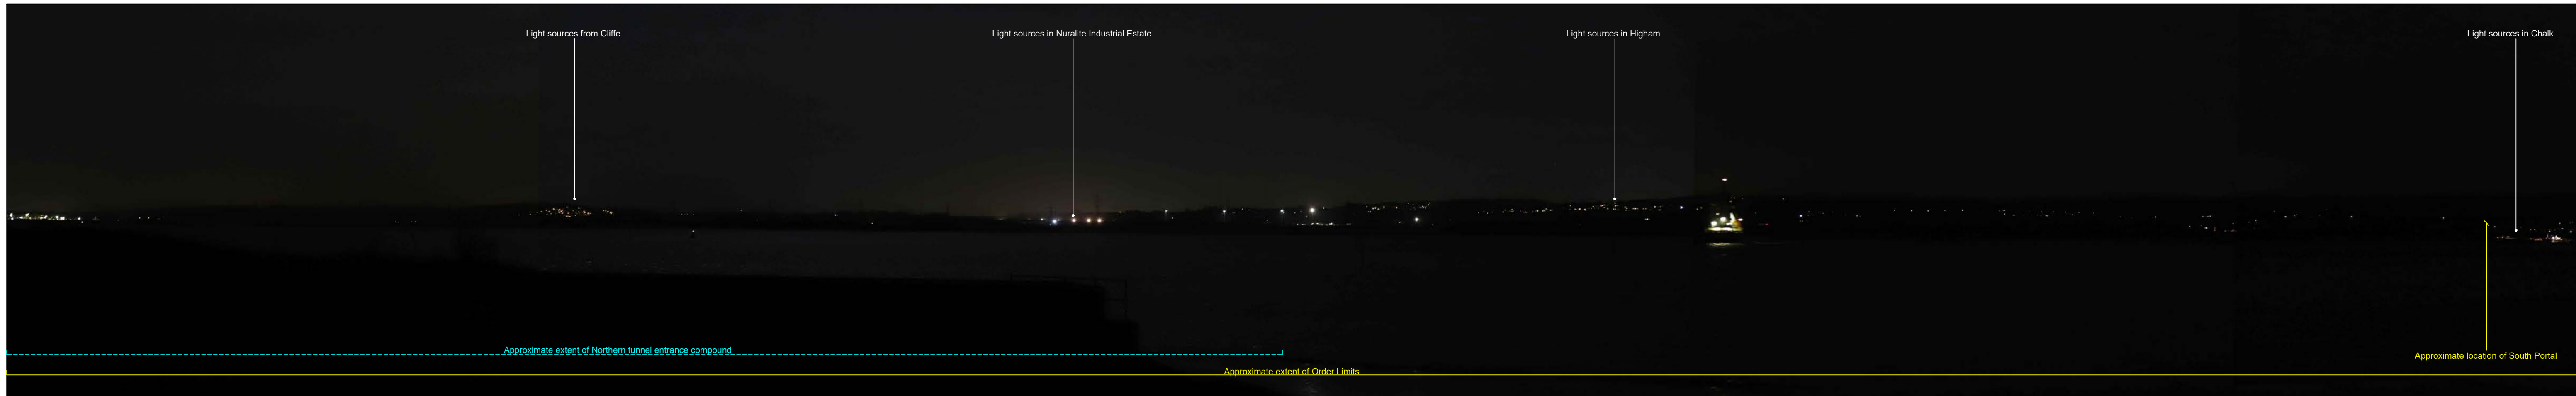 Light sources from Cliffe
Light sources in Nuralite Industrial Estate
Light sources in Higham
Light sources in Chalk
Approximate extent of Northern tunnel entrance compound
Approximate location of South Portal
Approximate extent of Order Limits